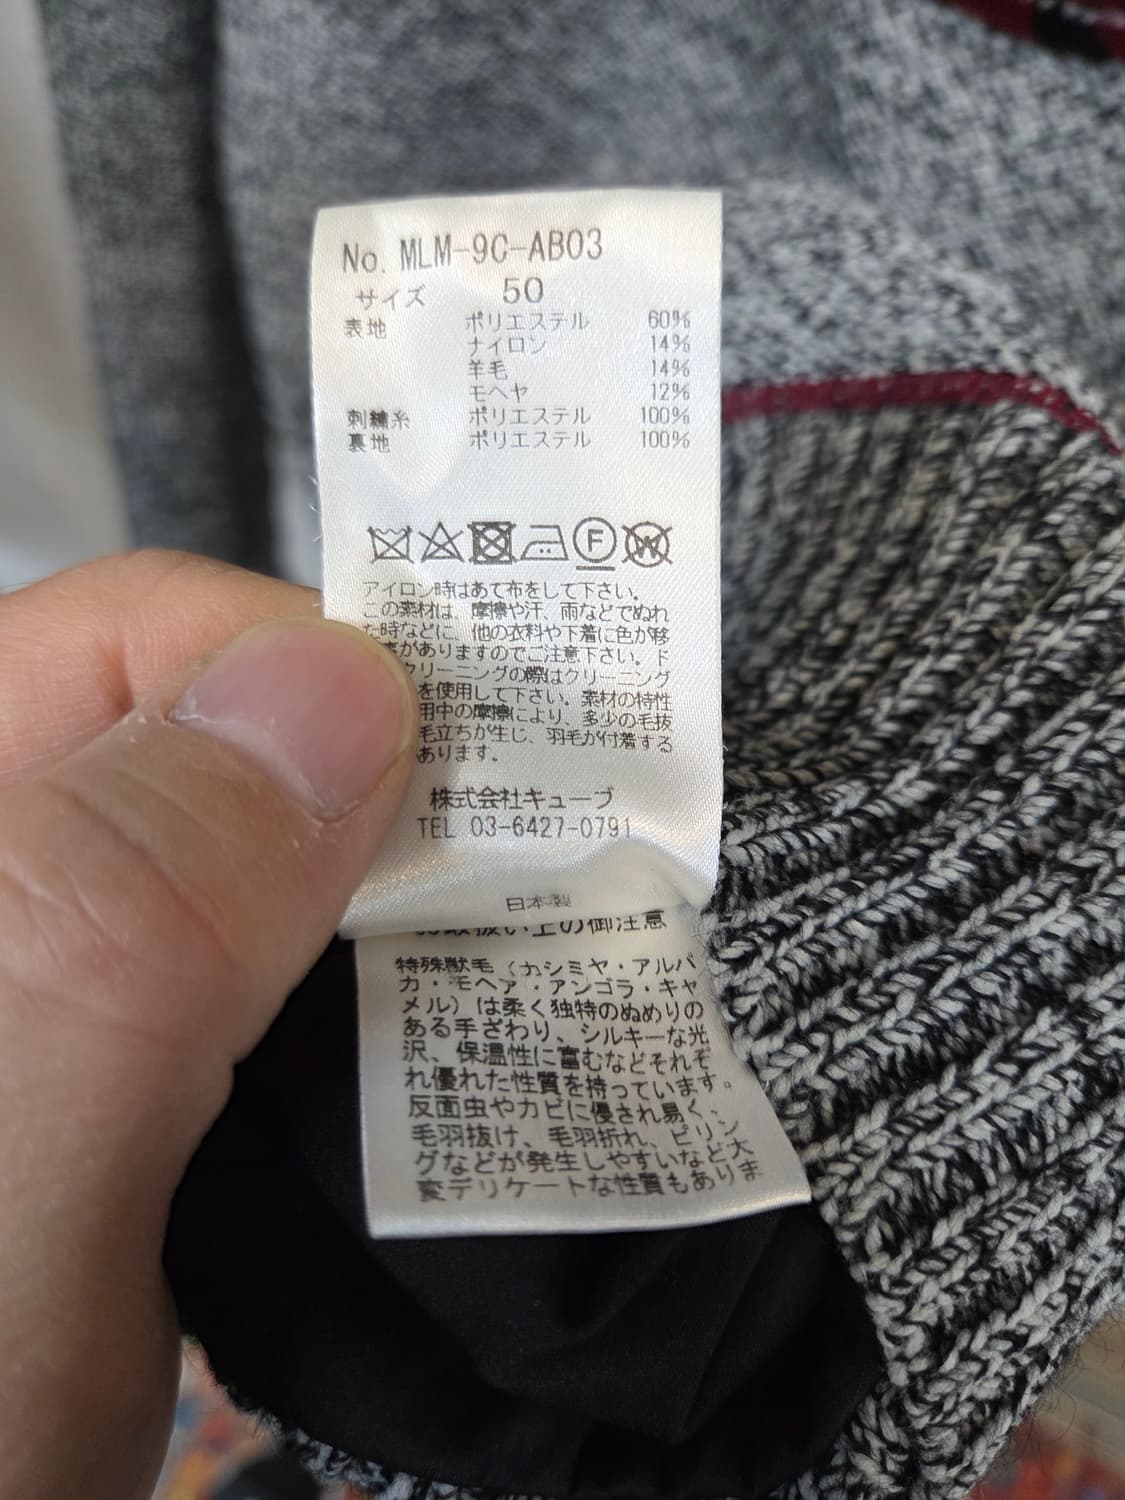 No. MLM-9C-AB03
サイズ 50
表地 ポリエステル 60%
ナイロン 14%
羊毛 14%
モヘヤ 12%
刺繍糸 ポリエステル 100%
裏地 ポリエステル 100%
F W
アイロン時はあて布をして下さい。
この素材は、摩擦や汗、雨などでぬれ
た時などに、他の衣料や下着に色が移
事がありますのでご注意下さい。ド
クリーニングの際はクリーニング
を使用して下さい。素材の特性
用中の摩擦により、多少の毛抜
毛立ちが生じ、羽毛が付着する
あります。
株式会社キューブ
TEL 03-6427-0791
日本製
お取扱い上の御注意
特殊獣毛(カシミヤ・アルパ
カ・モヘア・アンゴラ・キャ
メル)は柔く独特のぬめりの
ある手ざわり、シルキーな光
沢、保温性に富むなどそれぞ
れ優れた性質を持っています。
反面虫やカビに侵され易く、
毛羽抜け、毛羽折れ、ピリン
グなどが発生しやすいなど大
変デリケートな性質もありま